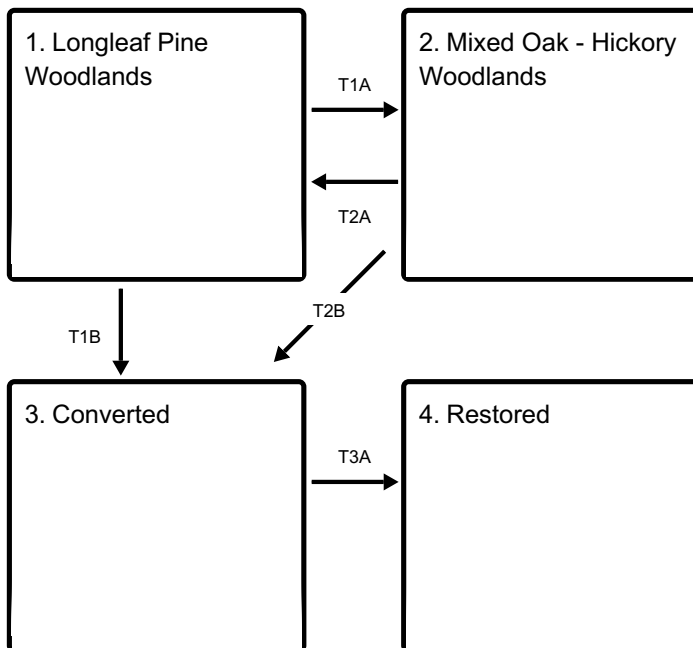 1. Longleaf Pine
Woodlands
2. Mixed Oak - Hickory
Woodlands
T1A
T2A
T2B
T1B
3. Converted
4. Restored
T3A